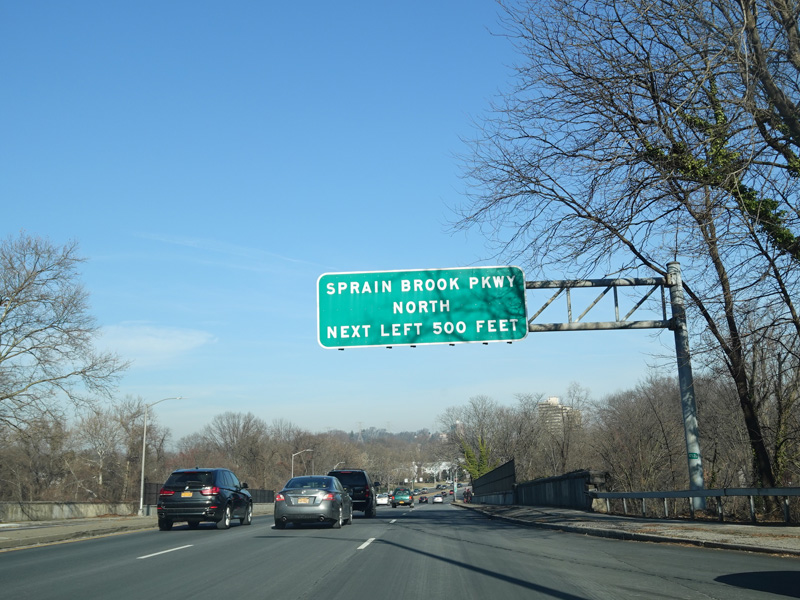 SPRAIN BROOK PKWY
NORTH
NEXT LEFT 500 FEET